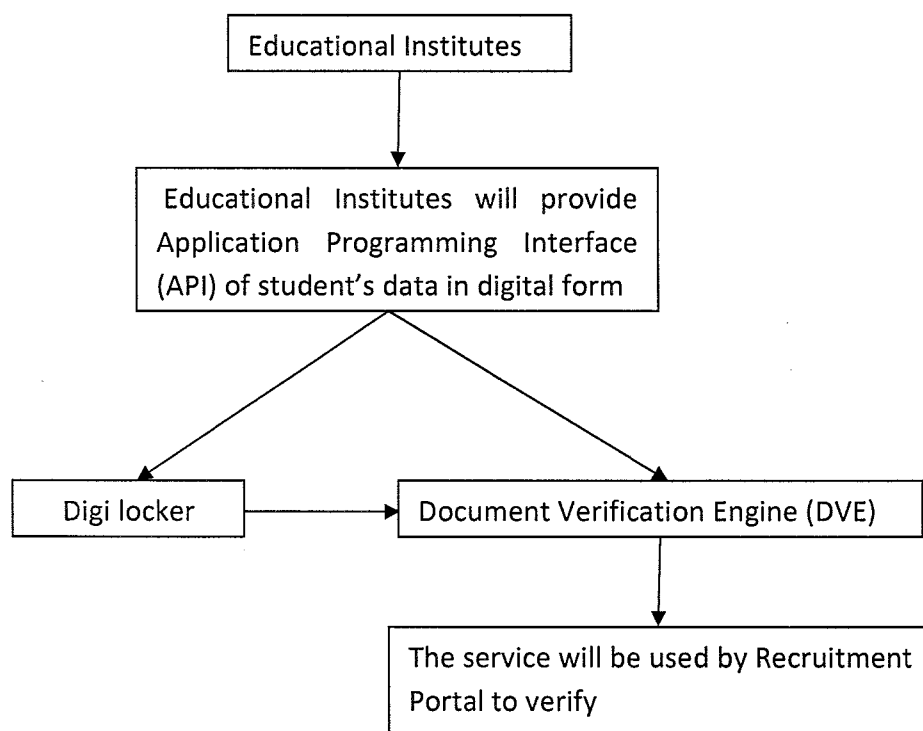 Educational Institutes
Educational Institutes will provide
Application Programming Interface
(API) of student’s data in digital form
Digi locker
Document Verification Engine (DVE)
The service will be used by Recruitment
Portal to verify